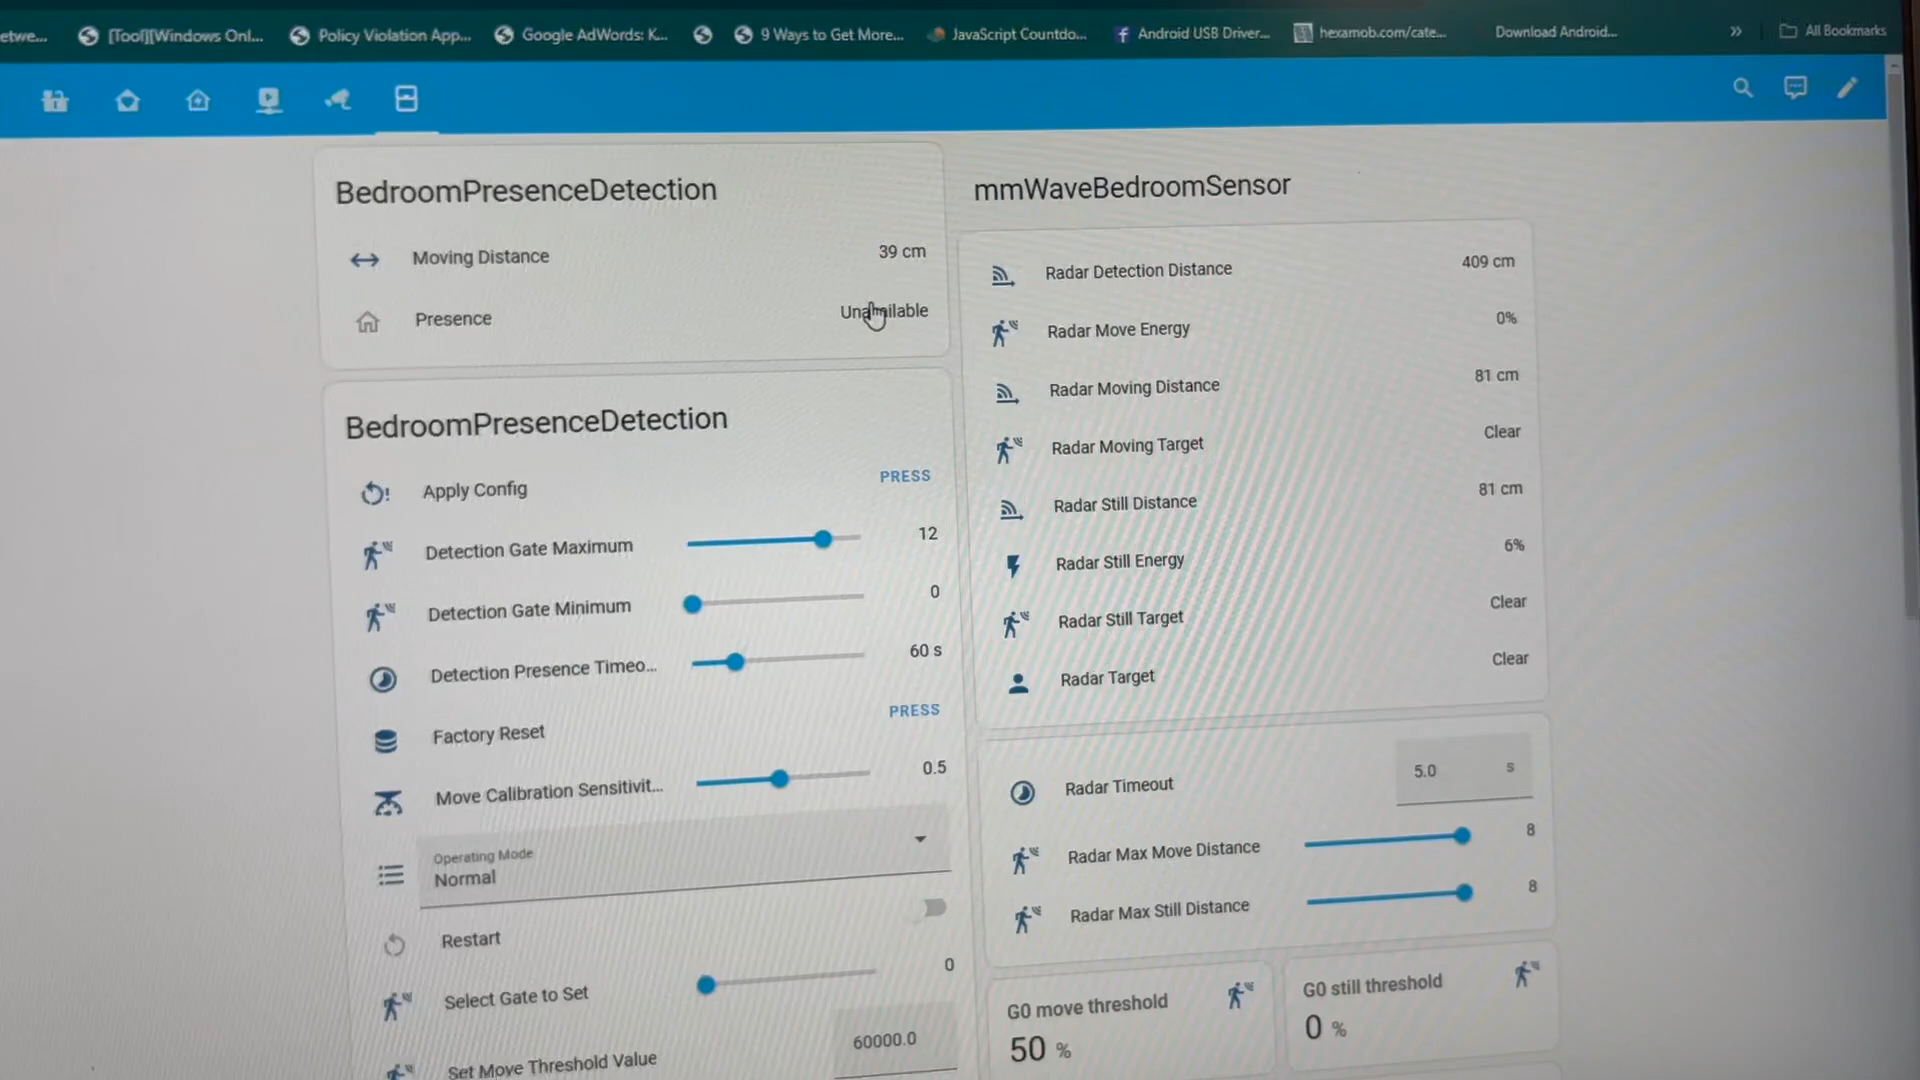 etwe...
[Tool][Windows Onl...
Policy Violation App...
Google AdWords: K...
9 Ways to Get More...
JavaScript Countdo...
Android USB Driver...
hexamob.com/cate...
Download Android...
»
All Bookmarks
BedroomPresenceDetection
Moving Distance 39 cm
Presence
BedroomPresenceDetection
Apply Config PRESS
Detection Gate Maximum 12
Detection Gate Minimum 0
Detection Presence Timeo... 60 s
Factory Reset PRESS
Move Calibration Sensitivit... 0.5
Operating Mode
Normal
Restart
Select Gate to Set 0
Set Move Threshold Value 60000.0
mmWaveBedroomSensor
Radar Detection Distance 409 cm
Radar Move Energy 0%
Radar Moving Distance 81 cm
Radar Moving Target Clear
Radar Still Distance 81 cm
Radar Still Energy 6%
Radar Still Target Clear
Radar Target Clear
Radar Timeout 5.0 s
Radar Max Move Distance 8
Radar Max Still Distance 8
G0 move threshold
50 %
G0 still threshold
0 %